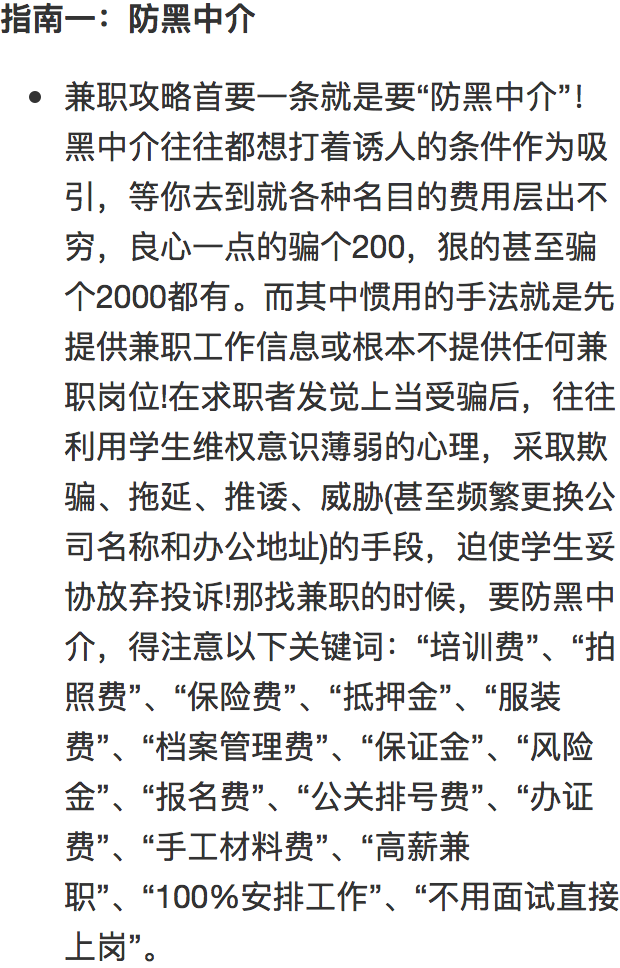 指南一：防黑中介
• 兼职攻略首要一条就是要“防黑中介”！
黑中介往往都想打着诱人的条件作为吸
引，等你去到就各种名目的费用层出不
穷，良心一点的骗个200，狠的甚至骗
个2000都有。而其中惯用的手法就是先
提供兼职工作信息或根本不提供任何兼
职岗位!在求职者发觉上当受骗后，往往
利用学生维权意识薄弱的心理，采取欺
骗、拖延、推诿、威胁(甚至频繁更换公
司名称和办公地址)的手段，迫使学生妥
协放弃投诉!那找兼职的时候，要防黑中
介，得注意以下关键词：“培训费”、“拍
照费”、“保险费”、“抵押金”、“服装
费”、“档案管理费”、“保证金”、“风险
金”、“报名费”、“公关排号费”、“办证
费”、“手工材料费”、“高薪兼
职”、“100%安排工作”、“不用面试直接
上岗”。